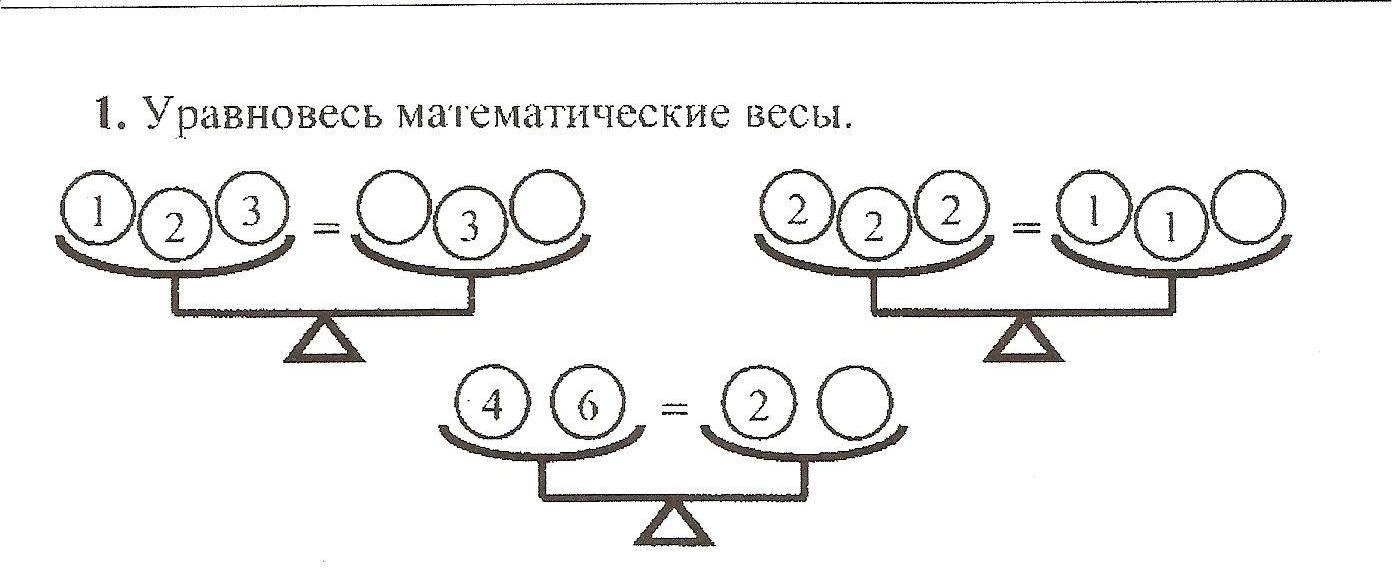 1. Уравновесь математические весы.
1 2 3 = 3
2 2 2 = 1 1
4 6 = 2